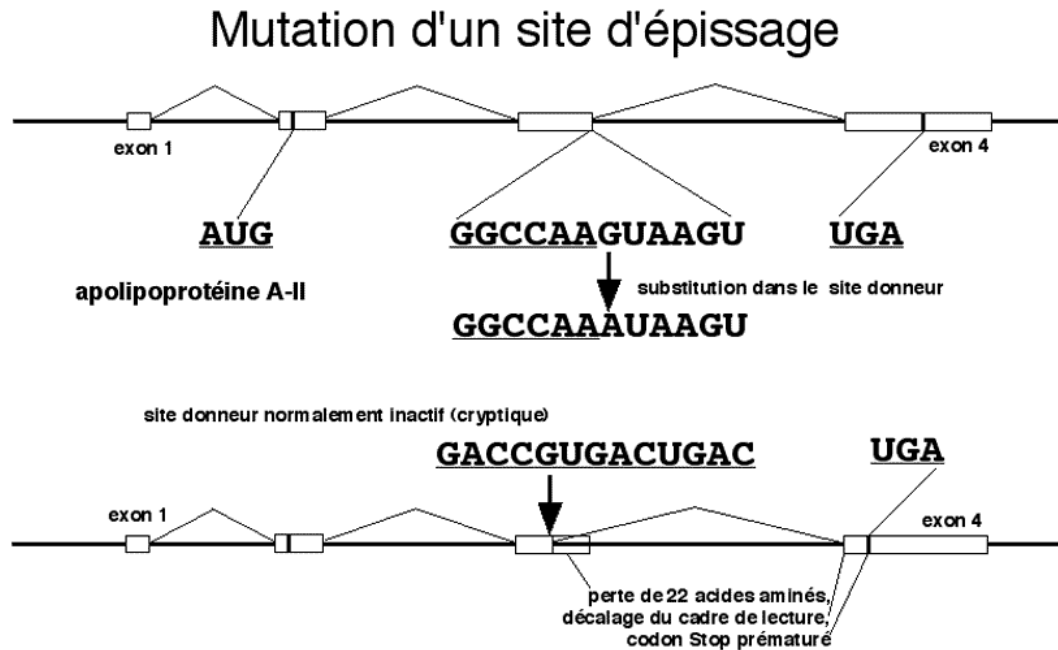 Mutation d'un site d'épissage
exon 1
exon 4
AUG
GGCCAAGUAAGU
UGA
apolipoprotéine A-II
substitution dans le site donneur
GGCCAAAUAAGU
site donneur normalement inactif (cryptique)
GACCGUGACUGAC
UGA
exon 1
exon 4
perte de 22 acides aminés,
décalage du cadre de lecture,
codon Stop prématuré